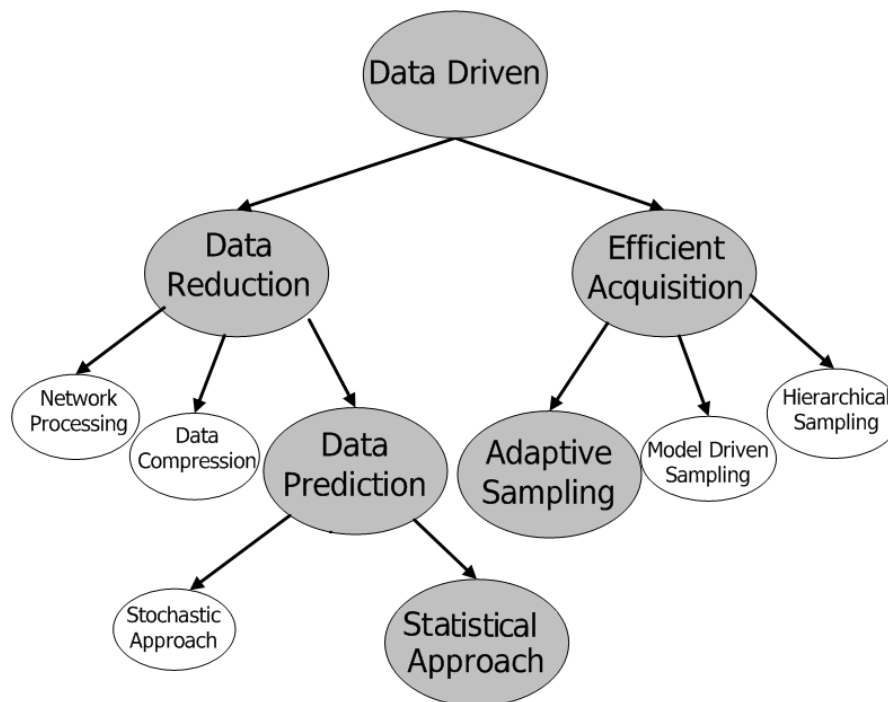 Data Driven
Data
Reduction
Efficient
Acquisition
Network
Processing
Data
Compression
Data
Prediction
Adaptive
Sampling
Model Driven
Sampling
Hierarchical
Sampling
Stochastic
Approach
Statistical
Approach